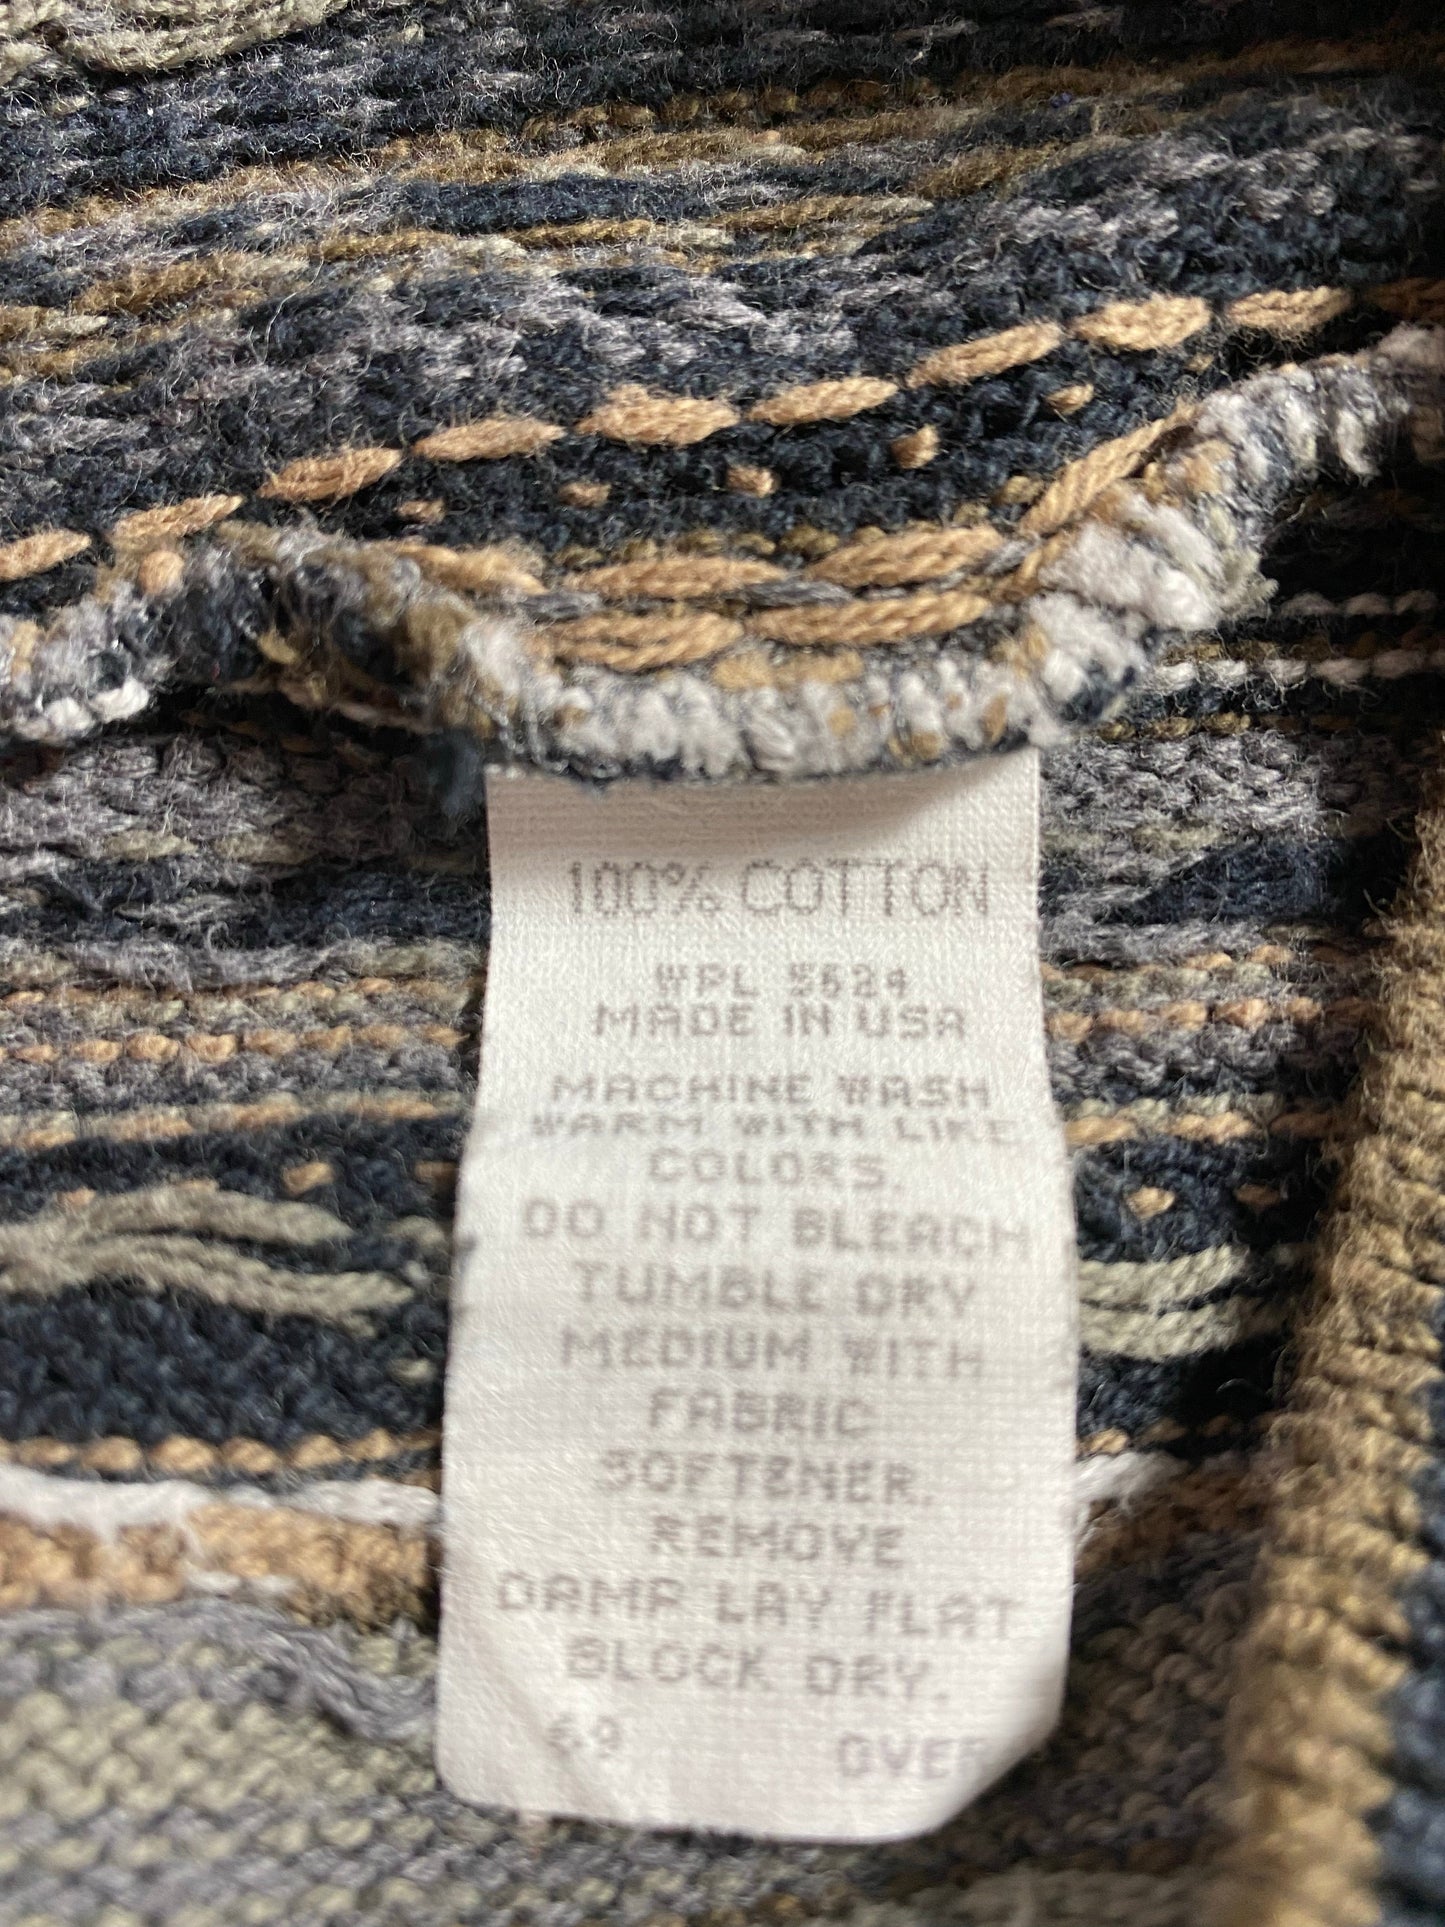 100% COTTON
WPL 5624
MADE IN USA
MACHINE WASH
WARM WITH LIKE
COLORS.
DO NOT BLEACH
TUMBLE DRY
MEDIUM WITH
FABRIC
SOFTENER.
REMOVE
DAMP LAY FLAT
BLOCK DRY.
OVER